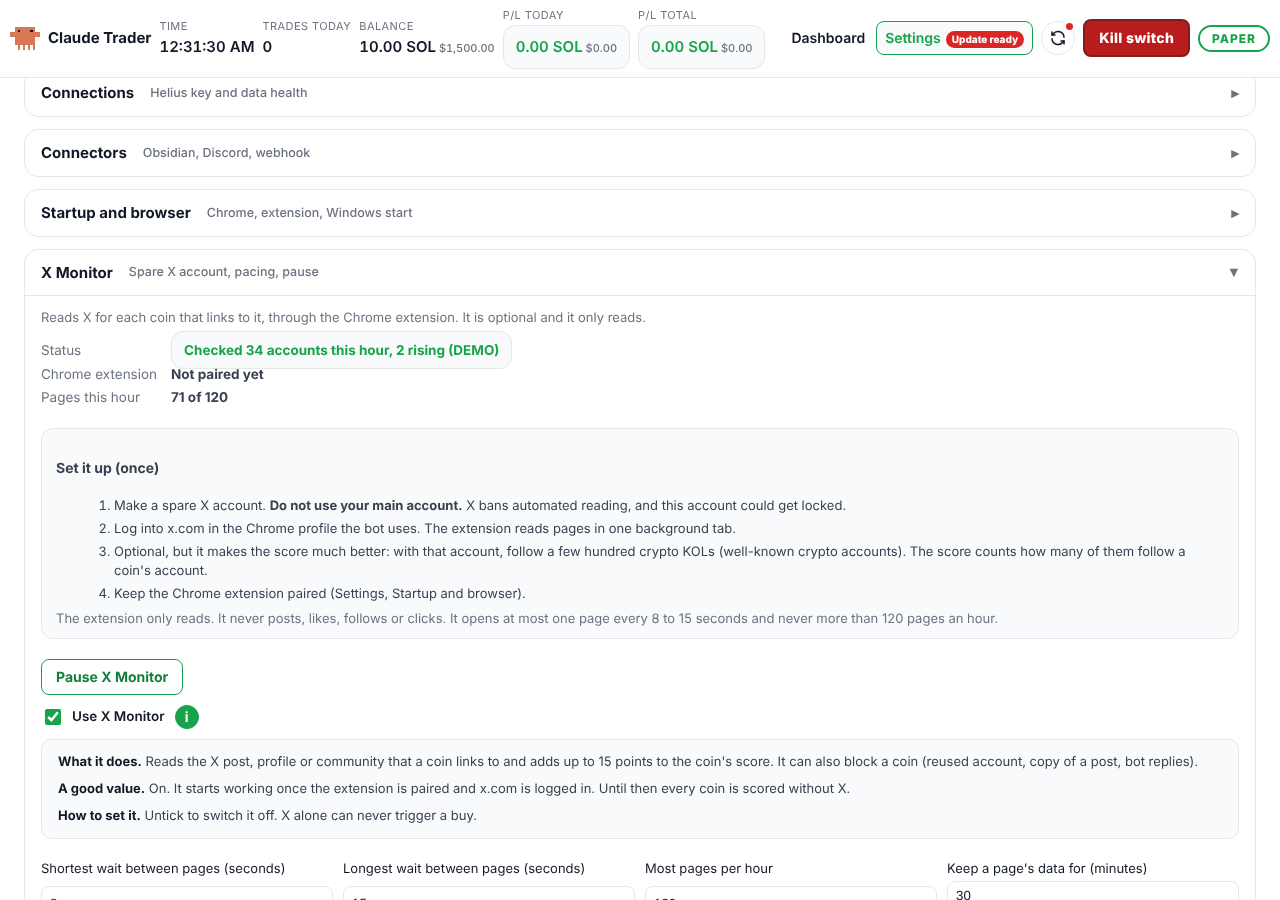 Claude Trader
TIME
12:31:30 AM
TRADES TODAY
0
BALANCE
10.00 SOL $1,500.00
P/L TODAY
0.00 SOL $0.00
P/L TOTAL
0.00 SOL $0.00
Dashboard
Settings Update ready
Kill switch
PAPER
Connections Helius key and data health
Connectors Obsidian, Discord, webhook
Startup and browser Chrome, extension, Windows start
X Monitor Spare X account, pacing, pause
Reads X for each coin that links to it, through the Chrome extension. It is optional and it only reads.
Status Checked 34 accounts this hour, 2 rising (DEMO)
Chrome extension Not paired yet
Pages this hour 71 of 120
Set it up (once)
1. Make a spare X account. Do not use your main account. X bans automated reading, and this account could get locked.
2. Log into x.com in the Chrome profile the bot uses. The extension reads pages in one background tab.
3. Optional, but it makes the score much better: with that account, follow a few hundred crypto KOLs (well-known crypto accounts). The score counts how many of them follow a
coin's account.
4. Keep the Chrome extension paired (Settings, Startup and browser).
The extension only reads. It never posts, likes, follows or clicks. It opens at most one page every 8 to 15 seconds and never more than 120 pages an hour.
Pause X Monitor
Use X Monitor i
What it does. Reads the X post, profile or community that a coin links to and adds up to 15 points to the coin's score. It can also block a coin (reused account, copy of a post, bot replies).
A good value. On. It starts working once the extension is paired and x.com is logged in. Until then every coin is scored without X.
How to set it. Untick to switch it off. X alone can never trigger a buy.
Shortest wait between pages (seconds)
Longest wait between pages (seconds)
Most pages per hour
Keep a page's data for (minutes)
30